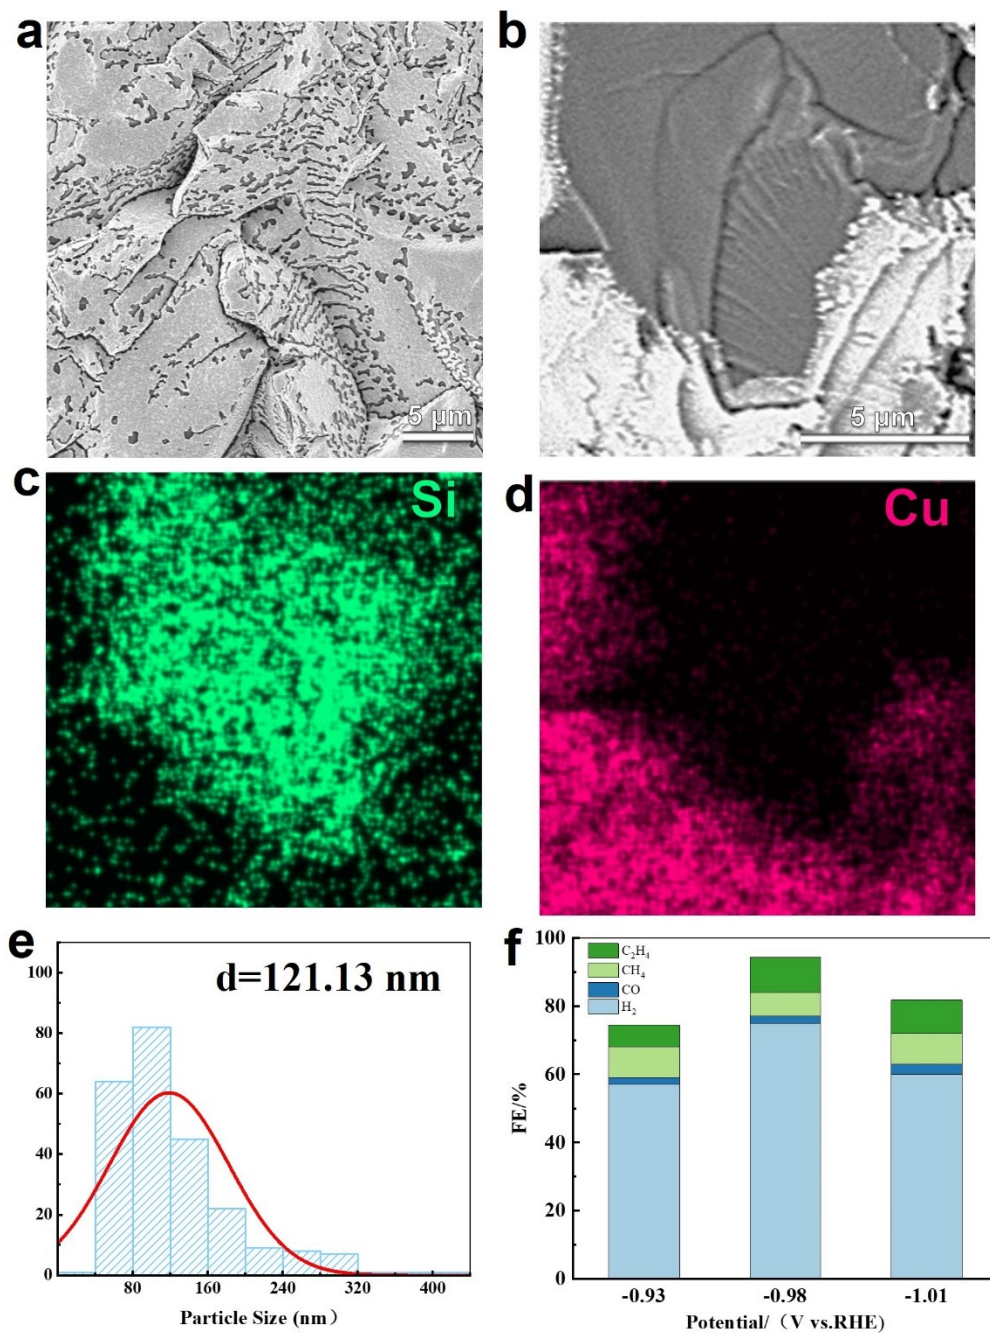 a
5 μm
b
5 μm
c
Si
d
Cu
e
d=121.13 nm
100
80
60
40
20
0
80 160 240 320 400
Particle Size (nm）
f
C₂H₄
CH₄
CO
H₂
FE/%
100
80
60
40
20
0
-0.93 -0.98 -1.01
Potential/（V vs.RHE)